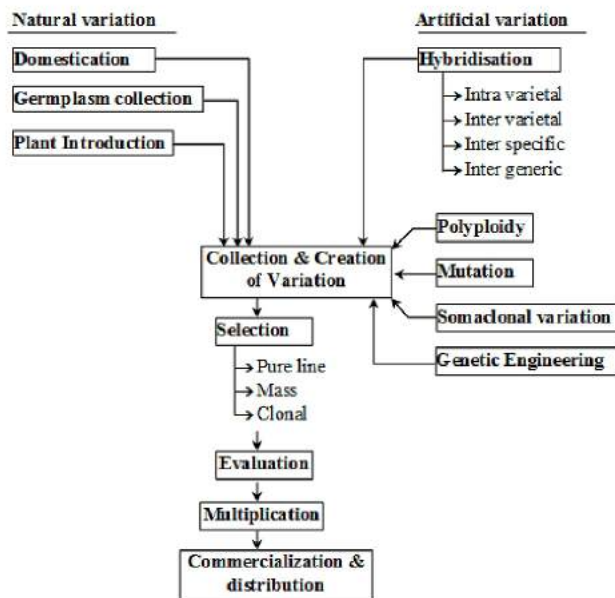 Natural variation
Artificial variation
Domestication
Germplasm collection
Plant Introduction
Hybridisation
Intra varietal
Inter varietal
Inter specific
Inter generic
Polyploidy
Mutation
Somaclonal variation
Genetic Engineering
Collection & Creation
of Variation
Selection
Pure line
Mass
Clonal
Evaluation
Multiplication
Commercialization &
distribution